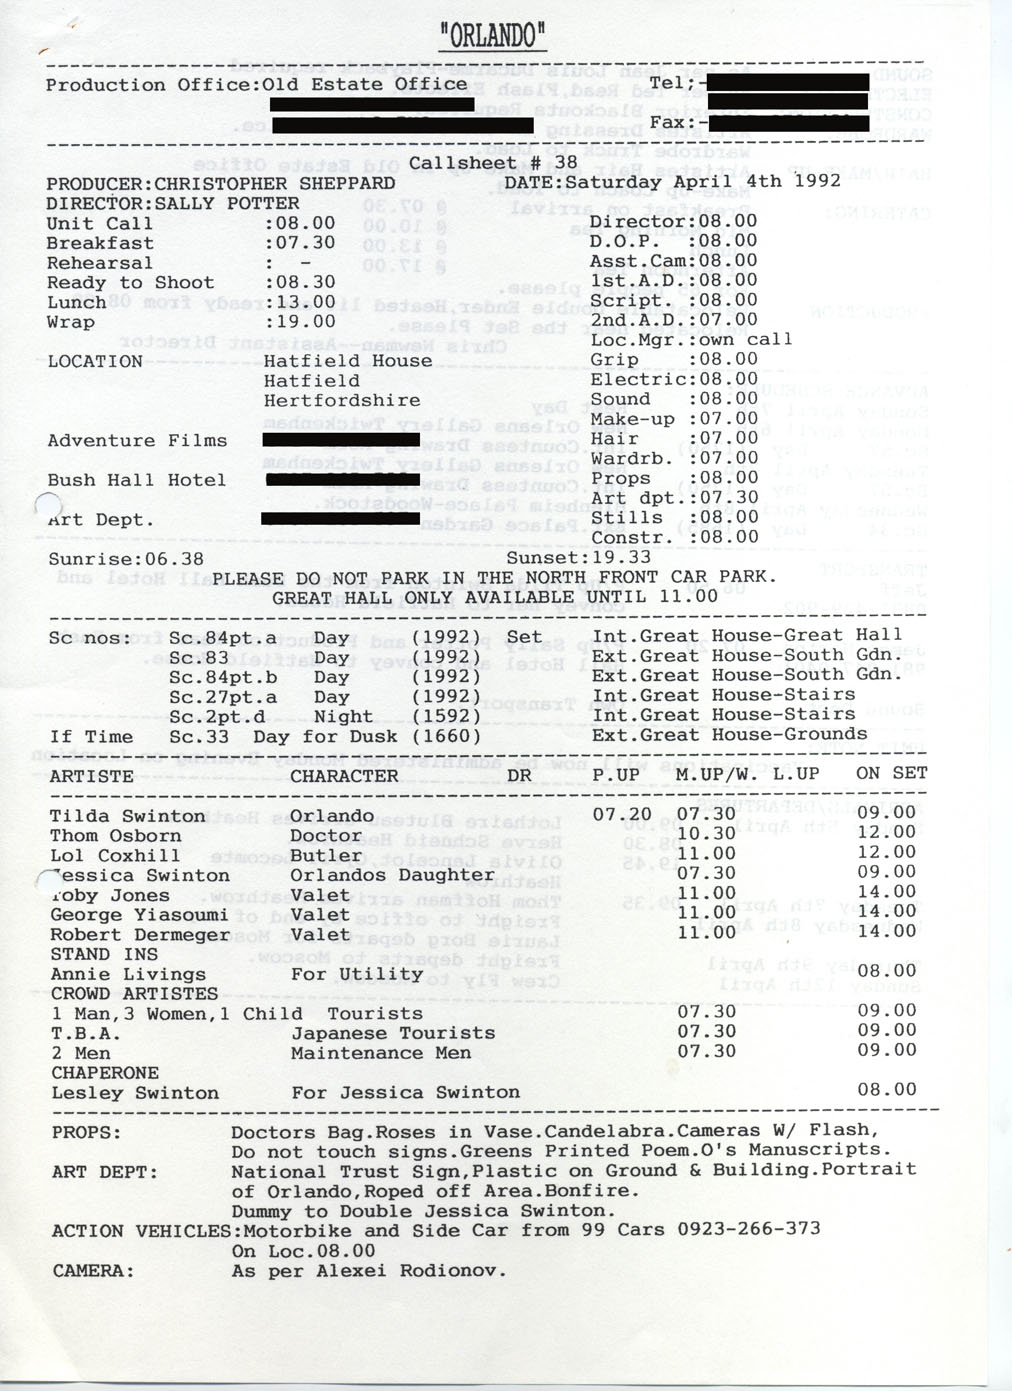 "ORLANDO"
Production Office:Old Estate Office Tel:-
Fax:-
Callsheet # 38
PRODUCER:CHRISTOPHER SHEPPARD DATE:Saturday April 4th 1992
DIRECTOR:SALLY POTTER
Unit Call :08.00 Director:08.00
Breakfast :07.30 D.O.P. :08.00
Rehearsal : - Asst.Cam:08.00
Ready to Shoot :08.30 1st.A.D.:08.00
Lunch :13.00 Script. :08.00
Wrap :19.00 2nd.A.D.:07.00
Loc.Mgr.:own call
LOCATION Hatfield House Grip :08.00
Hatfield Electric:08.00
Hertfordshire Sound :08.00
Make-up :07.00
Adventure Films Hair :07.00
Wardrb. :07.00
Bush Hall Hotel Props :08.00
Art dpt.:07.30
Art Dept. Stills :08.00
Constr. :08.00
Sunrise:06.38 Sunset:19.33
PLEASE DO NOT PARK IN THE NORTH FRONT CAR PARK.
GREAT HALL ONLY AVAILABLE UNTIL 11.00
Sc nos: Sc.84pt.a Day (1992) Set Int.Great House-Great Hall
Sc.83 Day (1992) Ext.Great House-South Gdn.
Sc.84pt.b Day (1992) Ext.Great House-South Gdn.
Sc.27pt.a Day (1992) Int.Great House-Stairs
Sc.2pt.d Night (1592) Int.Great House-Stairs
If Time Sc.33 Day for Dusk (1660) Ext.Great House-Grounds
ARTISTE CHARACTER DR P.UP M.UP/W. L.UP ON SET
Tilda Swinton Orlando 07.20 07.30 09.00
Thom Osborn Doctor 10.30 12.00
Lol Coxhill Butler 11.00 12.00
Jessica Swinton Orlandos Daughter 07.30 09.00
Toby Jones Valet 11.00 14.00
George Yiasoumi Valet 11.00 14.00
Robert Dermeger Valet 11.00 14.00
STAND INS
Annie Livings For Utility 08.00
CROWD ARTISTES
1 Man,3 Women,1 Child Tourists 07.30 09.00
T.B.A. Japanese Tourists 07.30 09.00
2 Men Maintenance Men 07.30 09.00
CHAPERONE
Lesley Swinton For Jessica Swinton 08.00
PROPS: Doctors Bag.Roses in Vase.Candelabra.Cameras W/ Flash,
Do not touch signs.Greens Printed Poem.O's Manuscripts.
ART DEPT: National Trust Sign,Plastic on Ground & Building.Portrait
of Orlando,Roped off Area.Bonfire.
Dummy to Double Jessica Swinton.
ACTION VEHICLES:Motorbike and Side Car from 99 Cars 0923-266-373
On Loc.08.00
CAMERA: As per Alexei Rodionov.